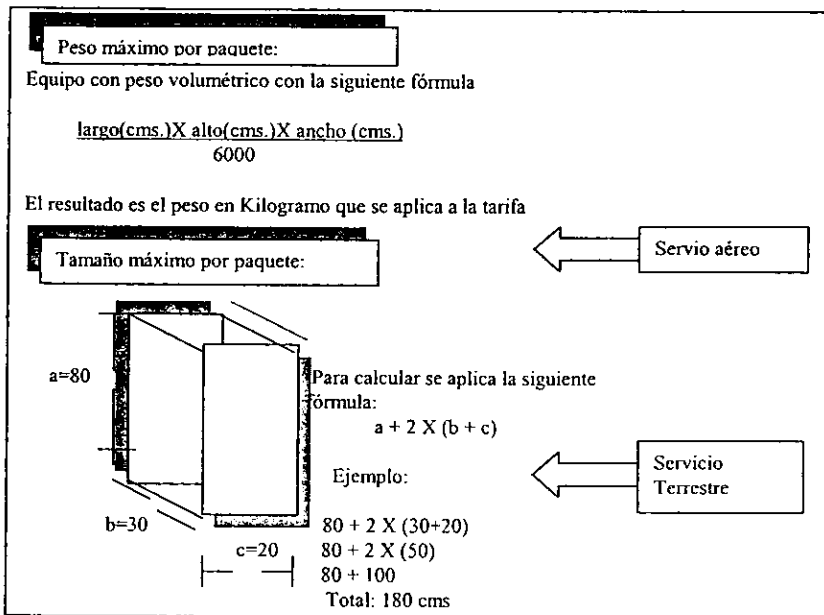 Peso máximo por paquete:
Equipo con peso volumétrico con la siguiente fórmula
largo(cms.)X alto(cms.)X ancho (cms.)
6000
El resultado es el peso en Kilogramo que se aplica a la tarifa
Servio aéreo
Tamaño máximo por paquete:
a=80
Para calcular se aplica la siguiente
fórmula:
a + 2 X (b + c)
Servicio
Terrestre
Ejemplo:
b=30
c=20
80 + 2 X (30+20)
80 + 2 X (50)
80 + 100
Total: 180 cms